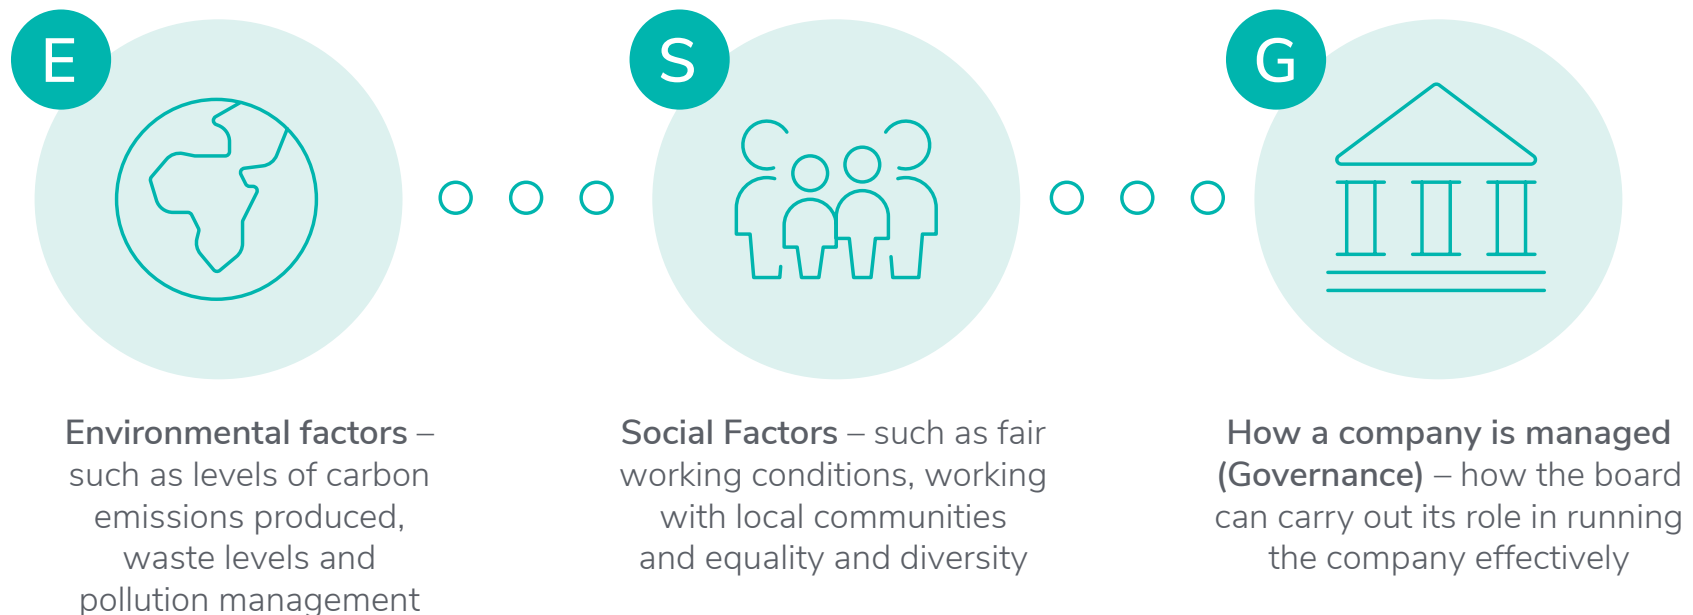 E
Environmental factors –
such as levels of carbon
emissions produced,
waste levels and
pollution management
S
Social Factors – such as fair
working conditions, working
with local communities
and equality and diversity
G
How a company is managed
(Governance) – how the board
can carry out its role in running
the company effectively